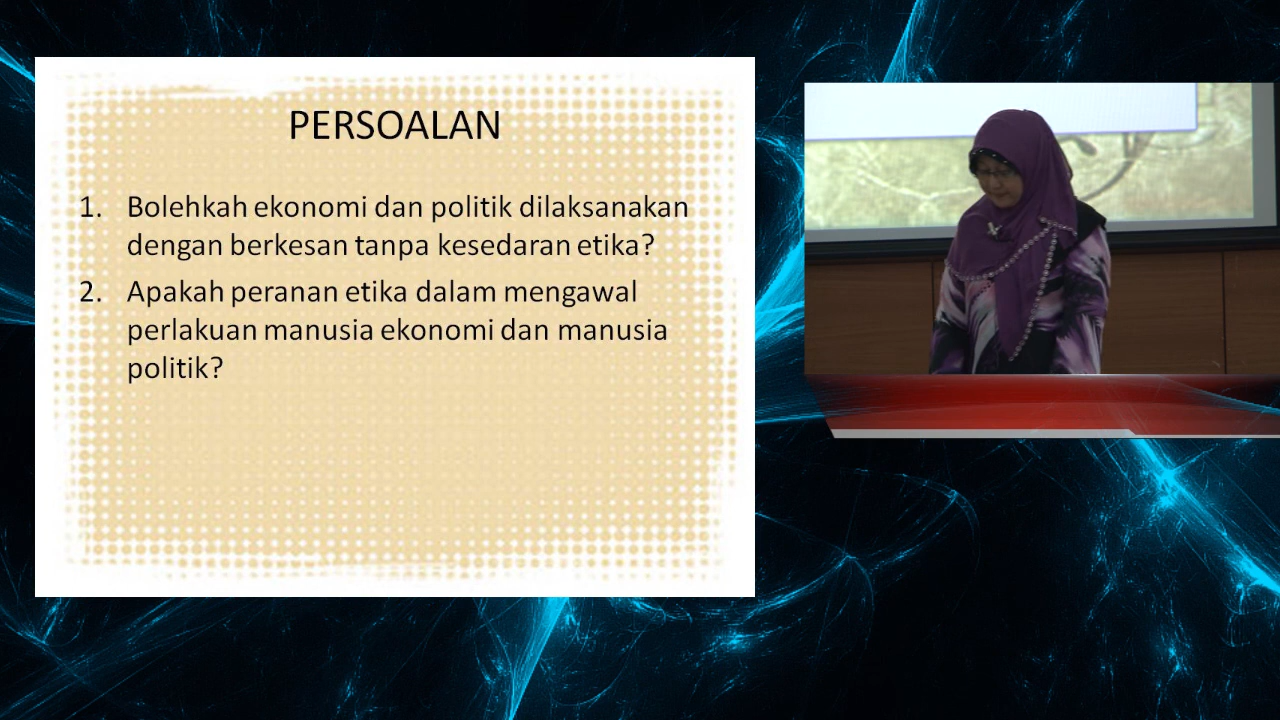 PERSOALAN
1. Bolehkah ekonomi dan politik dilaksanakan
dengan berkesan tanpa kesedaran etika?
2. Apakah peranan etika dalam mengawal
perlakuan manusia ekonomi dan manusia
politik?